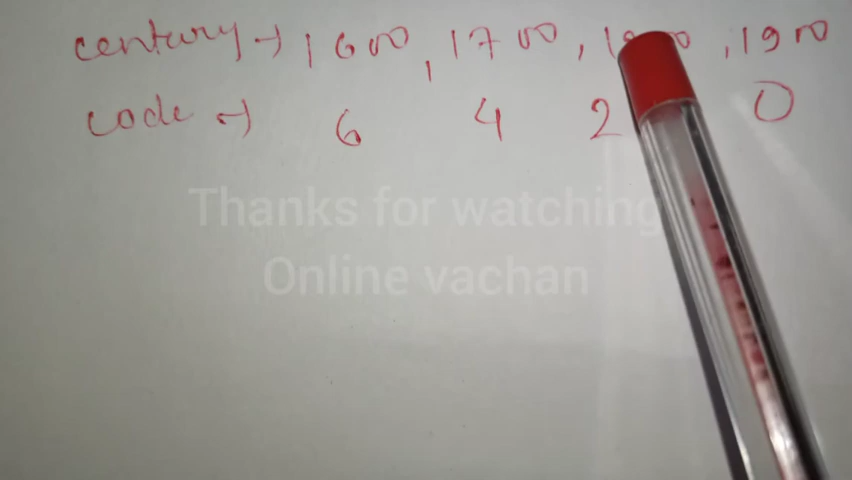 century → 1600, 1700, 1900
code → 6 4 2 0
Thanks for watching
Online vachan